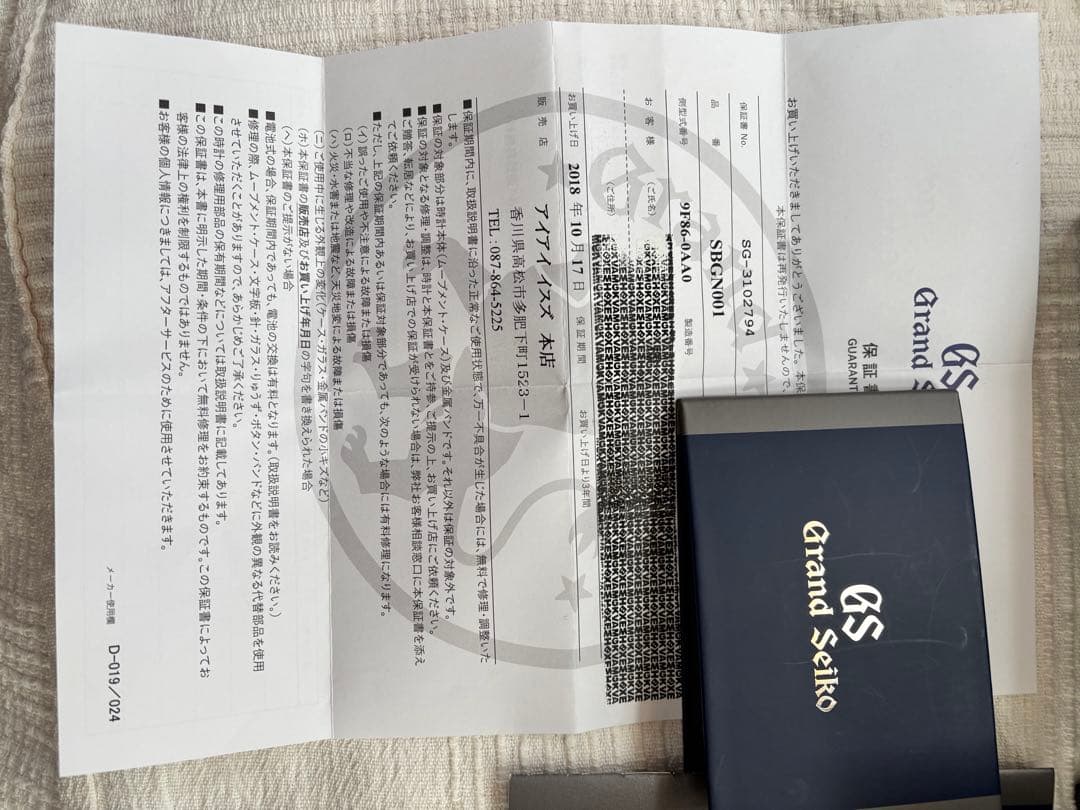 GS
Grand Seiko
保証書
GUARANT
お買い上げいただきましてありがとうございました。本保
本保証書は再発行いたしませんので、
保証書 No. SG-3102794
品 番 SBGN001 製造番号
側型式番号 9F86-0AA0
お 客 様 (ご氏名)
(ご住所)
お買い上げ日 2018 年 10 月 17 日 保証期間 お買い上げ日より3年間
販 売 店 アイアイイスズ 本店
香川県高松市多肥下町1523-1
TEL : 087-864-5225
■保証期間内に、取扱説明書に沿った正常なご使用状態で、万一不具合が生じた場合には、無料で修理・調整いた
します。
■保証の対象部分は時計本体(ムーブメント・ケース)及び金属バンドです。それ以外は保証の対象外です。
■保証の対象となる修理・調整は、時計と本保証書とをご持参、ご提示の上、お買い上げ店にご依頼ください。
■ご贈答、転居などにより、お買い上げ店での保証が受けられない場合は、弊社お客様相談窓口に本保証書を添え
てご依頼ください。
■ただし、上記の保証期間内あるいは保証対象部分であっても、次のような場合には有料修理になります。
(イ)誤ったご使用や不注意による故障または損傷
(ロ)不当な修理や改造による故障または損傷
(ハ)火災・水害または地震など天災地変による故障または損傷
(ニ)ご使用中に生じる外観上の変化(ケース・ガラス・金属バンドの小キズなど)
(ホ)本保証書の販売店及びお買い上げ年月日の字句を書き換えられた場合
(ヘ)本保証書のご提示がない場合
■電池式の場合、保証期間内であっても、電池の交換は有料となります。(取扱説明書をお読みください。)
■修理の際、ムーブメント・ケース・文字板・針・ガラス・りゅうず・ボタン・バンドなどに外観の異なる代替部品を使用
させていただくことがありますので、あらかじめご了承ください。
■この時計の修理用部品の保有期間などについては取扱説明書に記載してあります。
■この保証書は、本書に明示した期間・条件の下において無料修理をお約束するものです。この保証書によってお
客様の法律上の権利を制限するものではありません。
■お客様の個人情報につきましては、アフターサービスのために使用させていただきます。
メーカー使用欄 D-019/024
GS
Grand Seiko